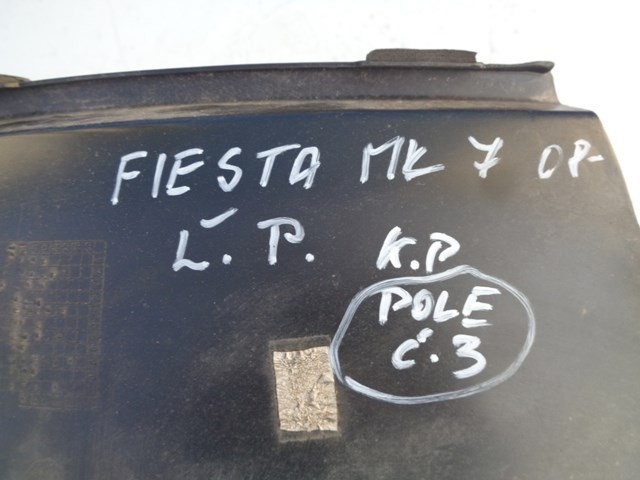 FIESTA MK 7 08-
Ľ. P. K.P
POLE
Č.3